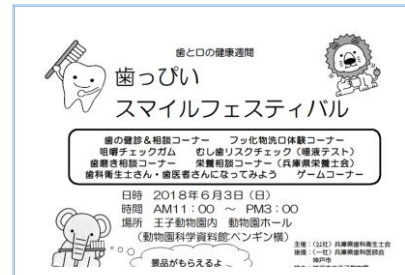 歯と口の健康週間
歯っぴい
スマイルフェスティバル
歯の健診&相談コーナー フッ化物洗口体験コーナー
咀嚼チェックガム むし歯リスクチェック（唾液テスト）
歯磨き相談コーナー 栄養相談コーナー（兵庫県栄養士会）
歯科衛生士さん・歯医者さんになってみよう ゲームコーナー
日時 2018年6月3日（日）
時間 AM11：00 ～ PM3：00
場所 王子動物園内 動物園ホール
（動物園科学資料館:ペンギン横）
主催：（公社）兵庫県歯科衛生士会
後援：（一社）兵庫県歯科医師会
神戸市
景品がもらえるよ